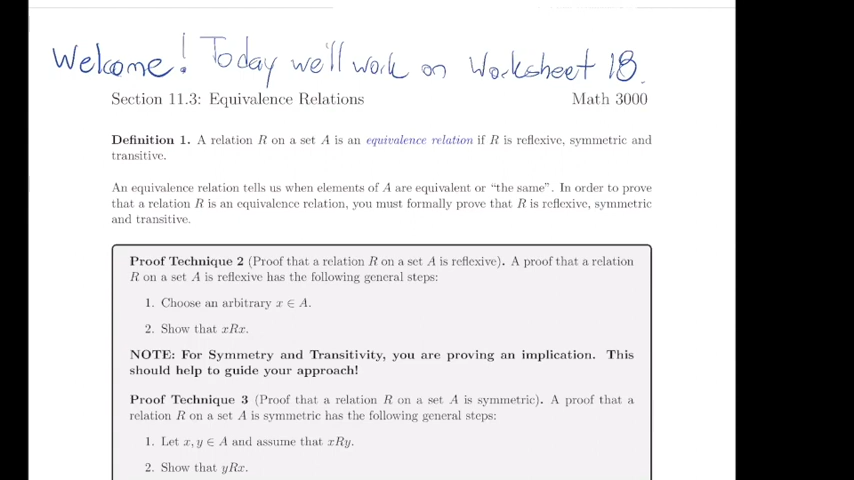 Welcome! Today we'll work on Worksheet 18.
Section 11.3: Equivalence Relations Math 3000
Definition 1. A relation R on a set A is an equivalence relation if R is reflexive, symmetric and
transitive.
An equivalence relation tells us when elements of A are equivalent or “the same”. In order to prove
that a relation R is an equivalence relation, you must formally prove that R is reflexive, symmetric
and transitive.
Proof Technique 2 (Proof that a relation R on a set A is reflexive). A proof that a relation
R on a set A is reflexive has the following general steps:
1. Choose an arbitrary x ∈ A.
2. Show that xRx.
NOTE: For Symmetry and Transitivity, you are proving an implication. This
should help to guide your approach!
Proof Technique 3 (Proof that a relation R on a set A is symmetric). A proof that a
relation R on a set A is symmetric has the following general steps:
1. Let x, y ∈ A and assume that xRy.
2. Show that yRx.